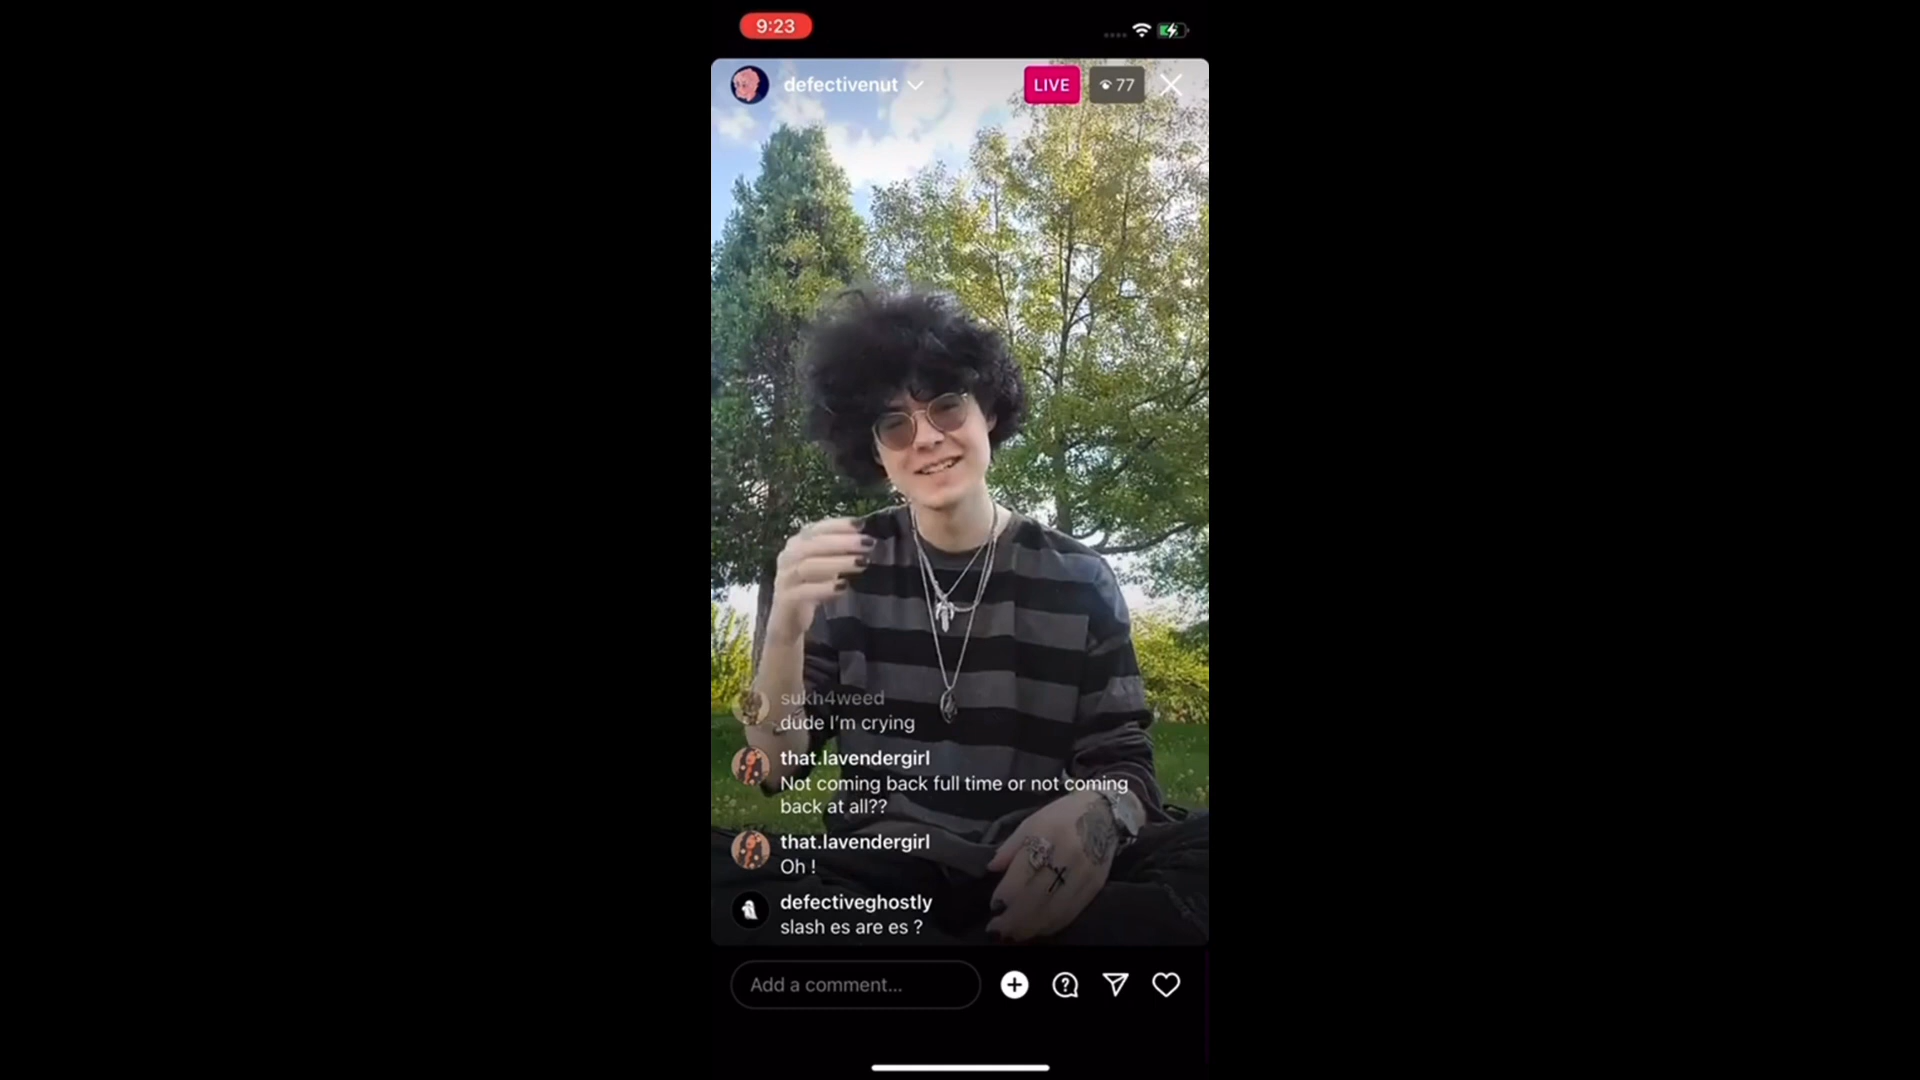 9:23
defectivenut
LIVE
77
sukh4weed
dude I'm crying
that.lavendergirl
Not coming back full time or not coming
back at all??
that.lavendergirl
Oh !
defectiveghostly
slash es are es ?
Add a comment...